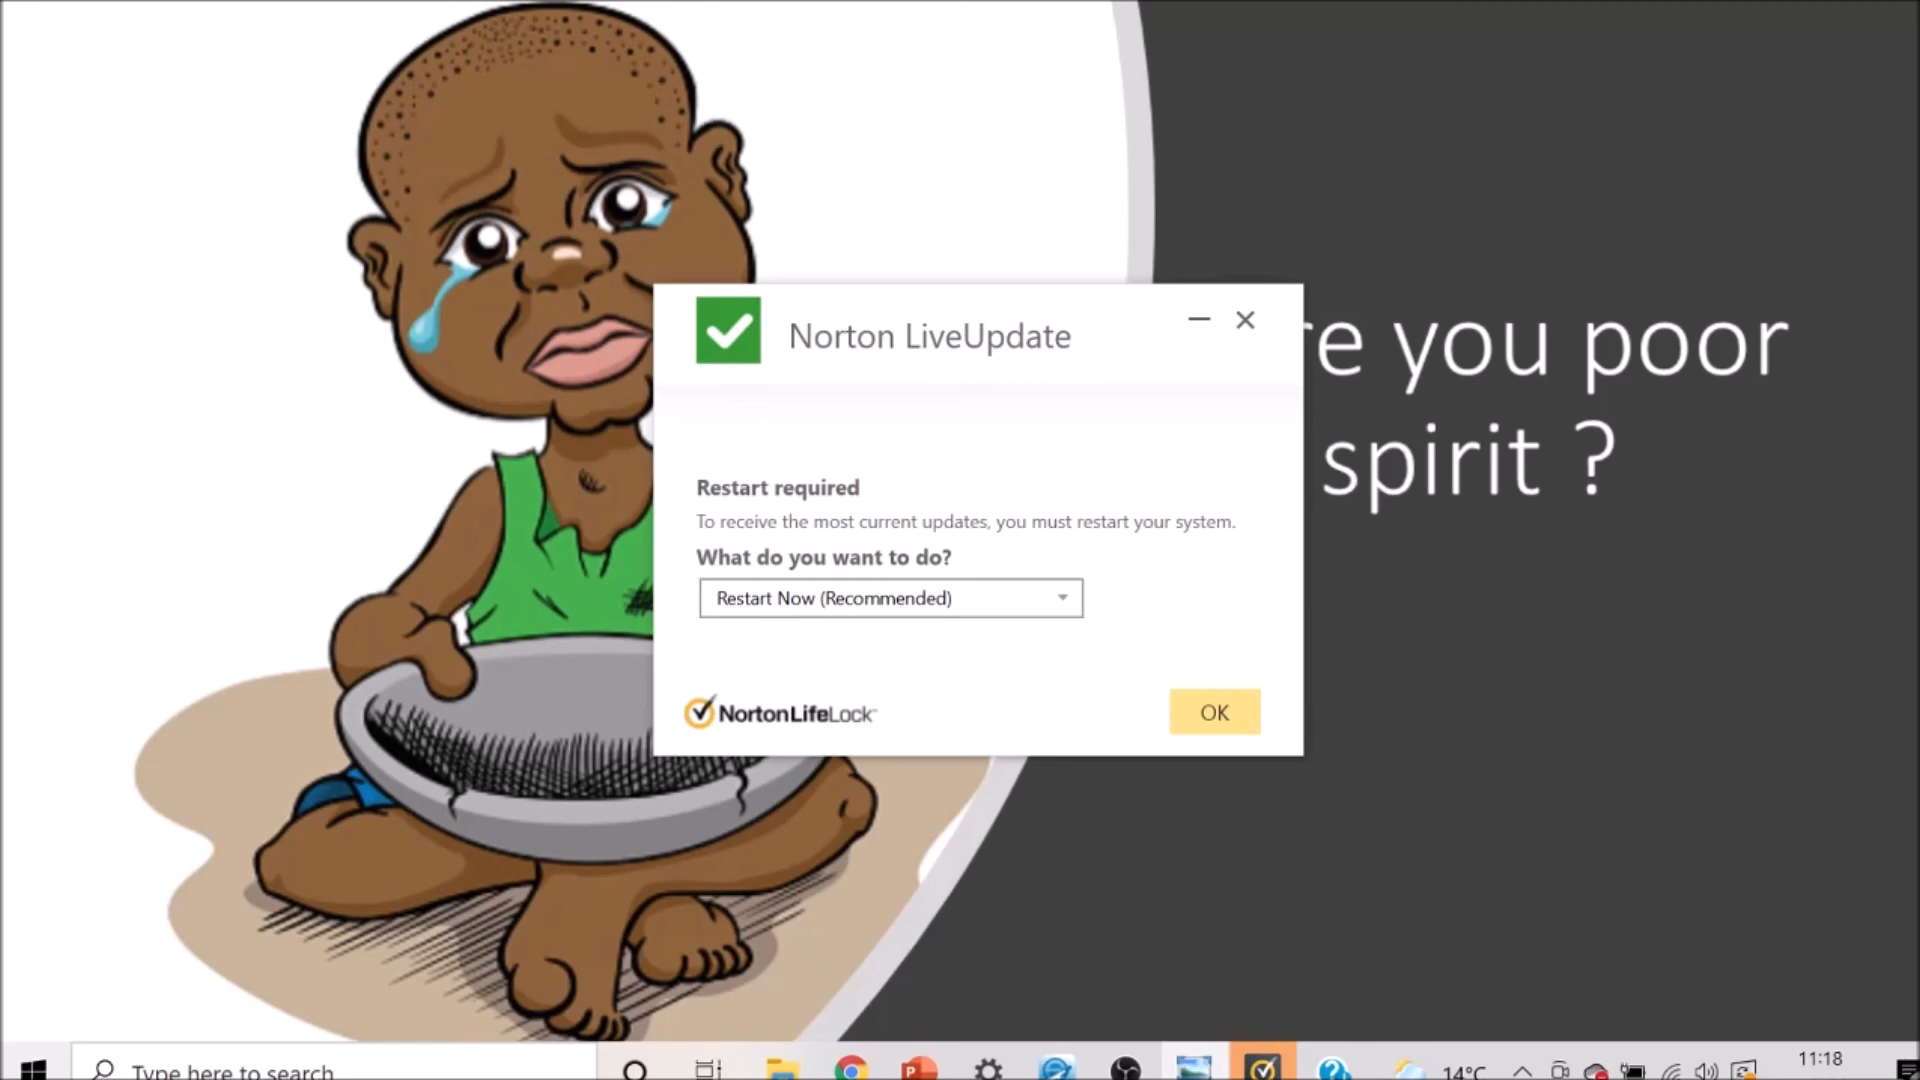 Norton LiveUpdate
re you poor
spirit ?
Restart required
To receive the most current updates, you must restart your system.
What do you want to do?
Restart Now (Recommended)
NortonLifeLock
OK
Type here to search
14°C
11:18